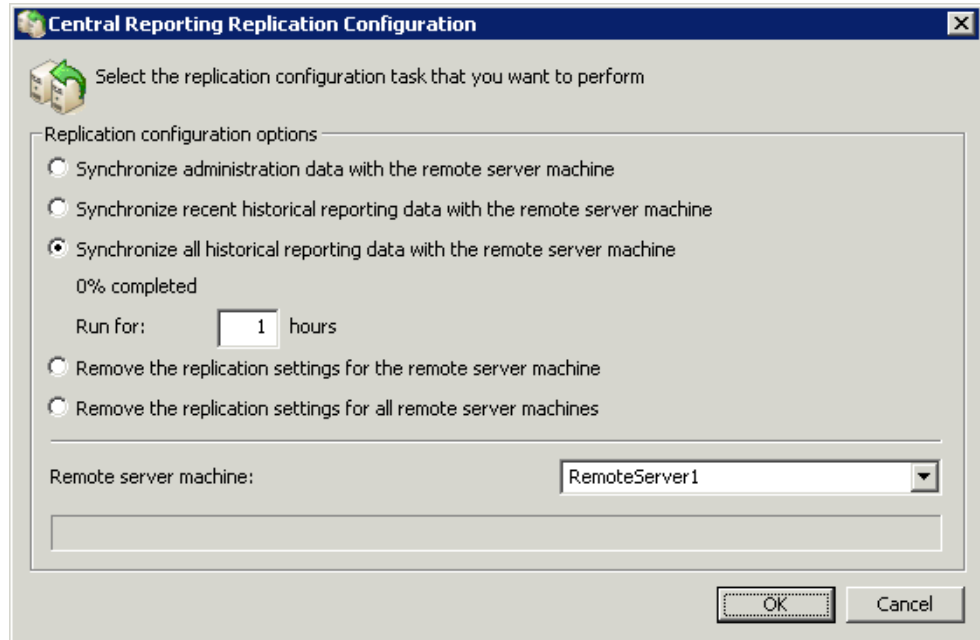 Central Reporting Replication Configuration
Select the replication configuration task that you want to perform
Replication configuration options
Synchronize administration data with the remote server machine
Synchronize recent historical reporting data with the remote server machine
Synchronize all historical reporting data with the remote server machine
0% completed
Run for: 1 hours
Remove the replication settings for the remote server machine
Remove the replication settings for all remote server machines
Remote server machine: RemoteServer1
OK Cancel